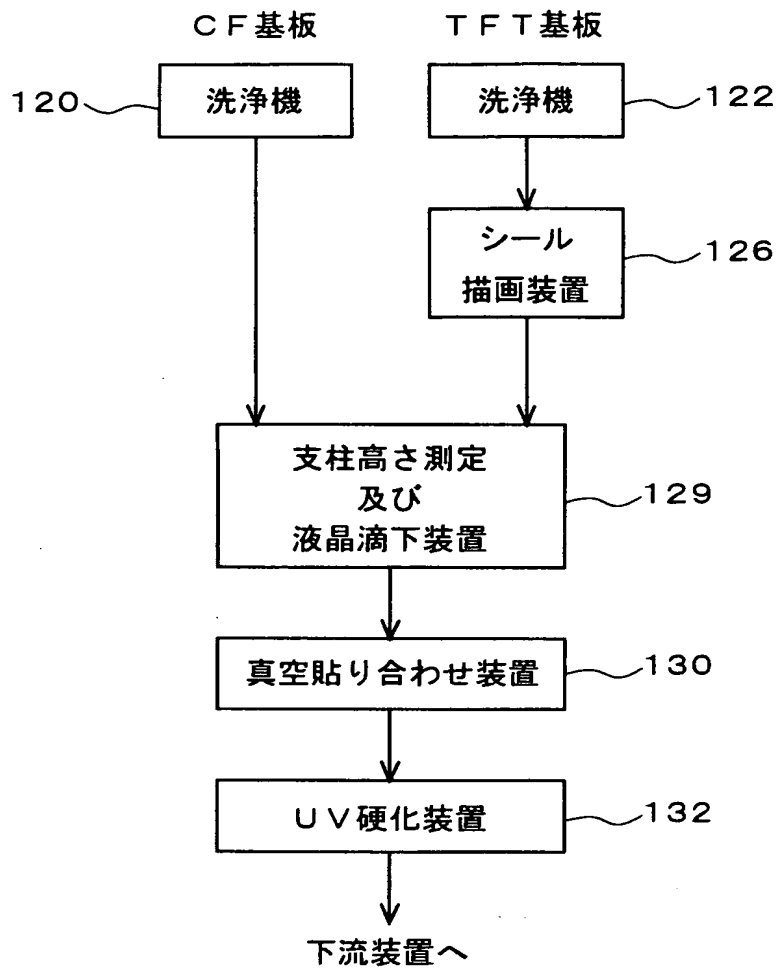 CF基板
TFT基板
120
洗浄機
洗浄機
122
シール
描画装置
126
支柱高さ測定
及び
液晶滴下装置
129
真空貼り合わせ装置
130
UV硬化装置
132
下流装置へ